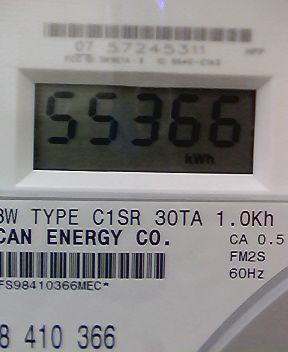 07 57245311
55366
kWh
3W TYPE C1SR 30TA 1.0Kh
CAN ENERGY CO.
CA 0.5
FM2S
60Hz
FS98410366MEC*
8 410 366